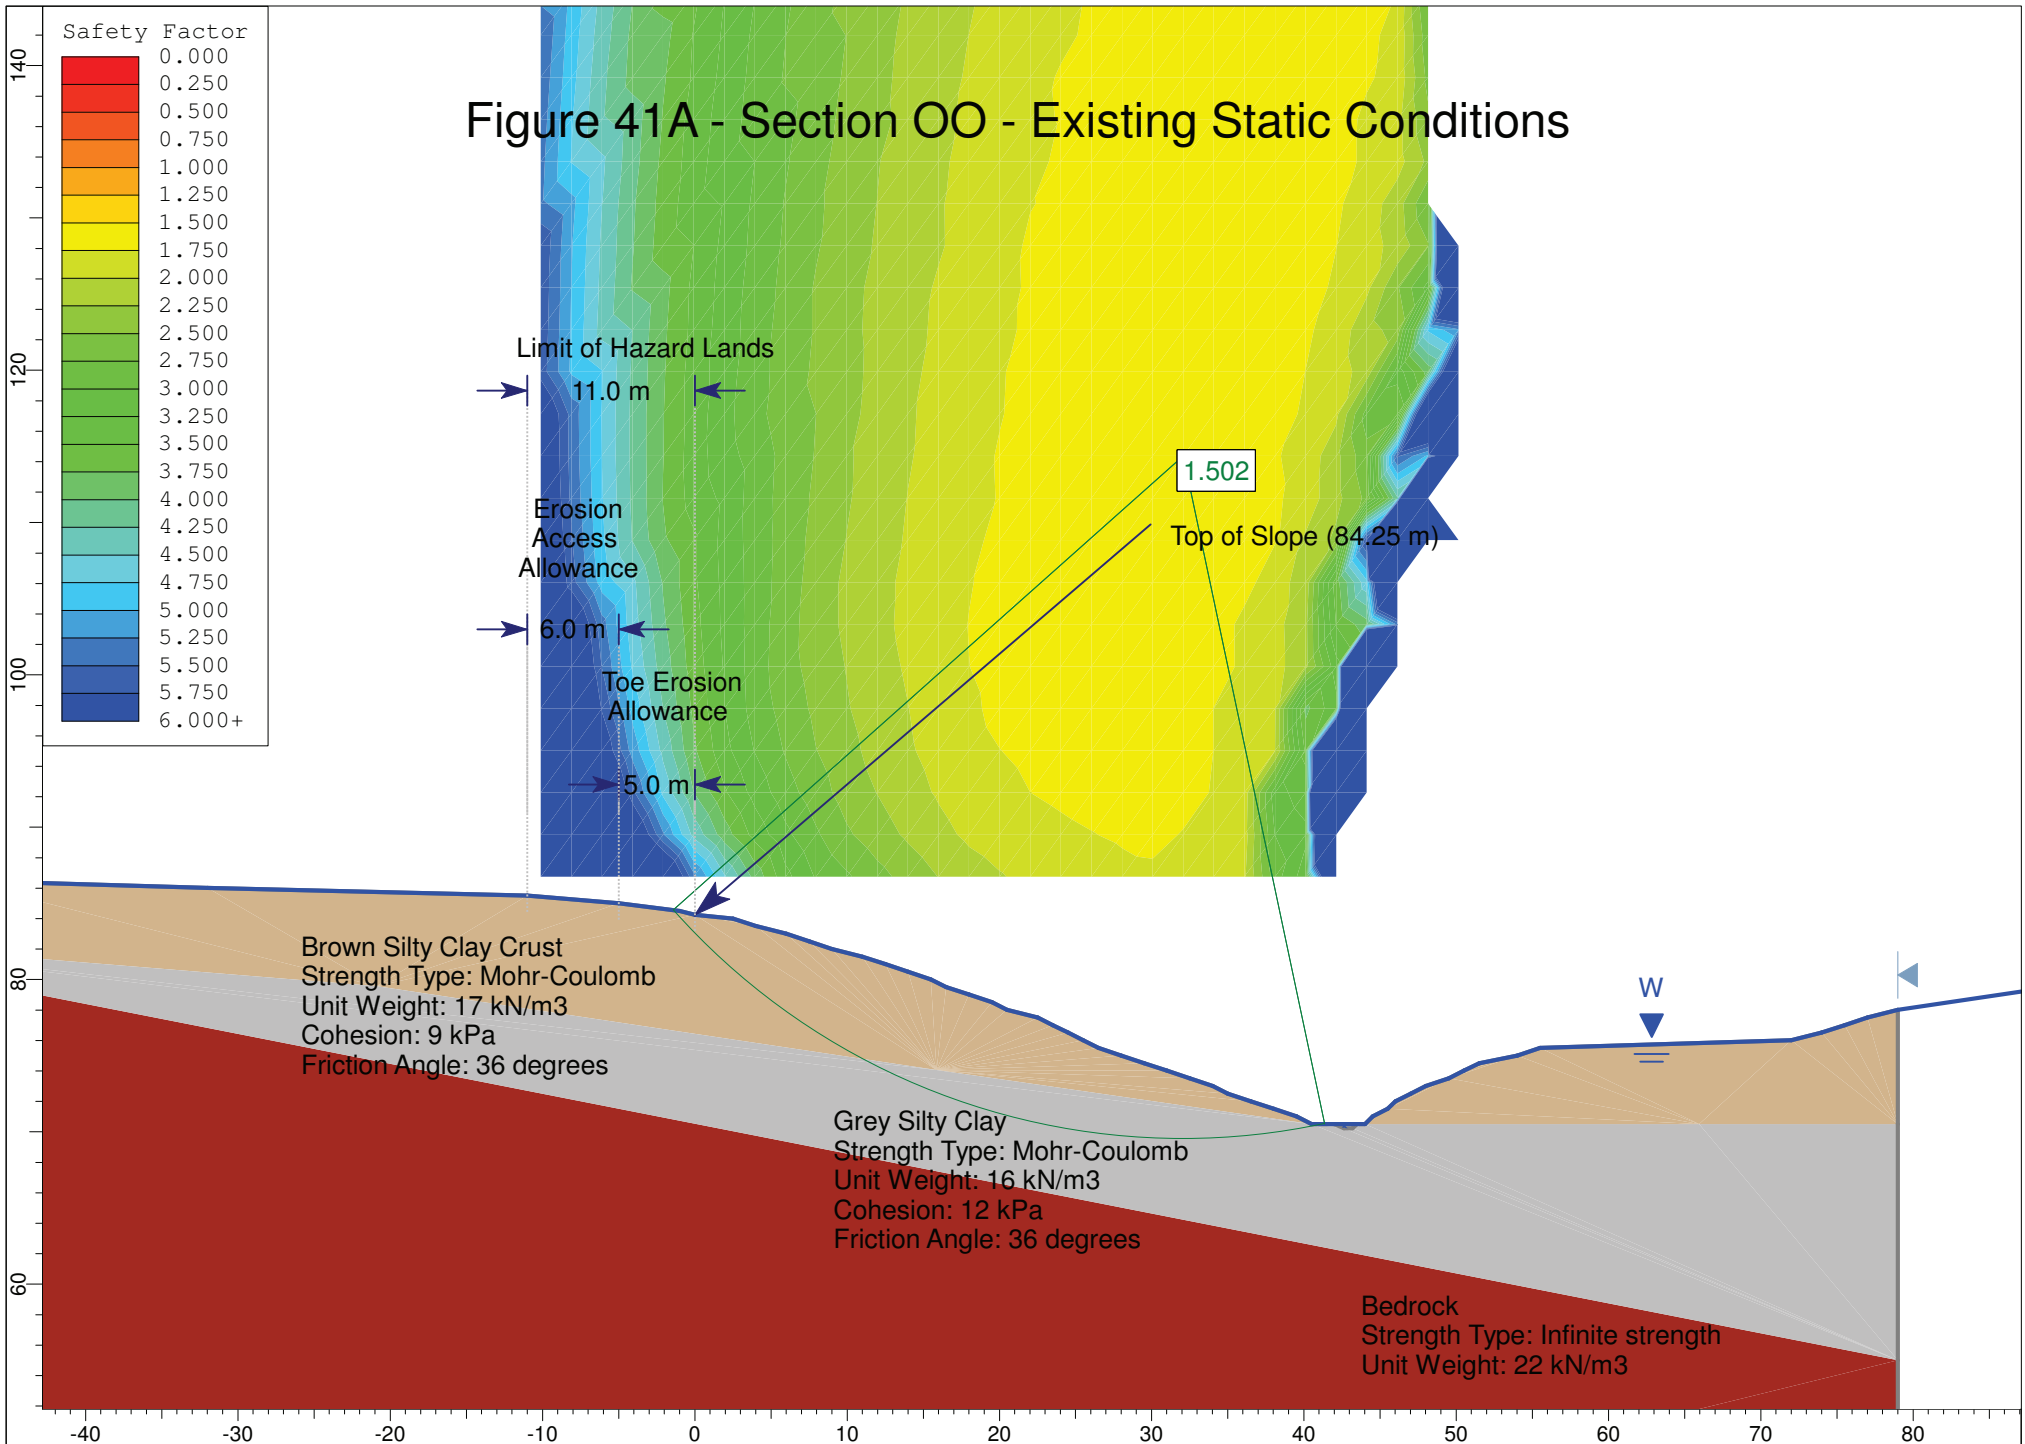 Safety Factor
0.000
0.250
0.500
0.750
1.000
1.250
1.500
1.750
2.000
2.250
2.500
2.750
3.000
3.250
3.500
3.750
4.000
4.250
4.500
4.750
5.000
5.250
5.500
5.750
6.000+
Figure 41A - Section OO - Existing Static Conditions
Limit of Hazard Lands
11.0 m
Erosion
Access
Allowance
6.0 m
Toe Erosion
Allowance
5.0 m
1.502
Top of Slope (84.25 m)
W
Brown Silty Clay Crust
Strength Type: Mohr-Coulomb
Unit Weight: 17 kN/m3
Cohesion: 9 kPa
Friction Angle: 36 degrees
Grey Silty Clay
Strength Type: Mohr-Coulomb
Unit Weight: 16 kN/m3
Cohesion: 12 kPa
Friction Angle: 36 degrees
Bedrock
Strength Type: Infinite strength
Unit Weight: 22 kN/m3
140
120
100
80
60
-40 -30 -20 -10 0 10 20 30 40 50 60 70 80